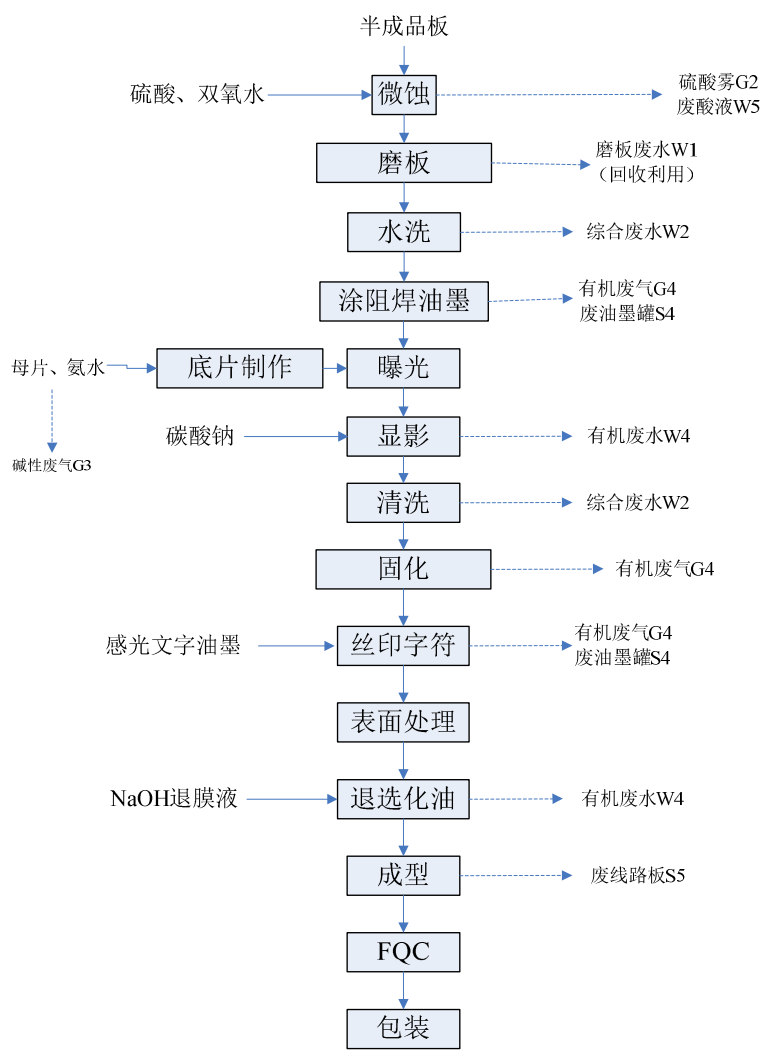 半成品板
硫酸、双氧水
微蚀
硫酸雾G2
废酸液W5
磨板
磨板废水W1
（回收利用）
水洗
综合废水W2
涂阻焊油墨
有机废气G4
废油墨罐S4
母片、氨水
底片制作
曝光
碳酸钠
显影
有机废水W4
碱性废气G3
清洗
综合废水W2
固化
有机废气G4
感光文字油墨
丝印字符
有机废气G4
废油墨罐S4
表面处理
NaOH退膜液
退选化油
有机废水W4
成型
废线路板S5
FQC
包装